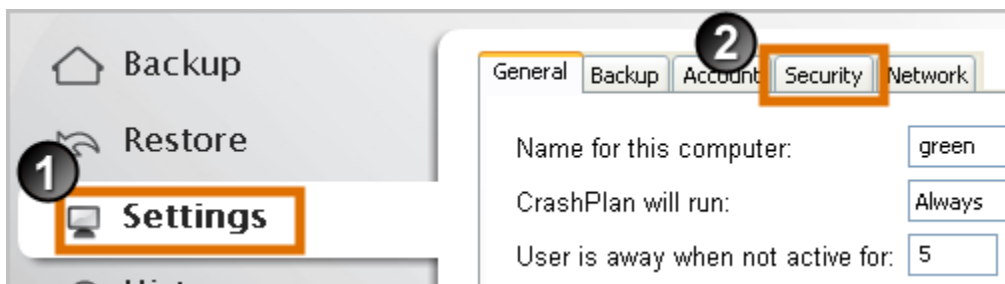 Backup
Restore
1
Settings
2
General Backup Account Security Network
Name for this computer: green
CrashPlan will run: Always
User is away when not active for: 5